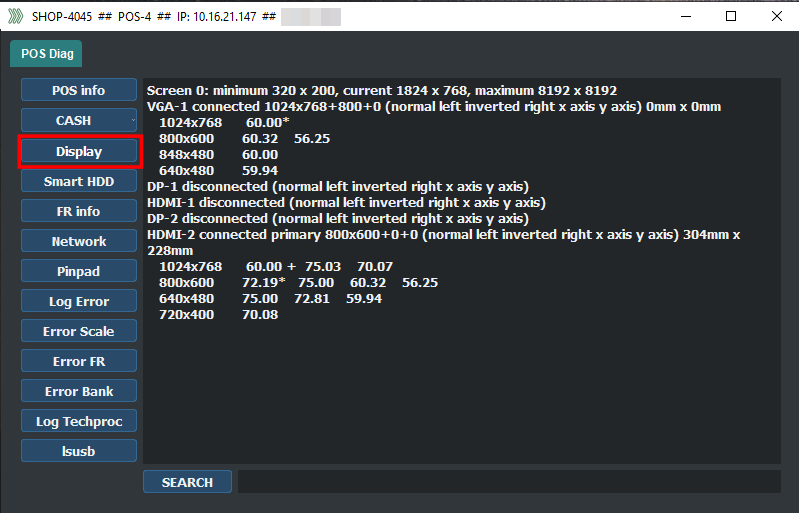 SHOP-4045 ## POS-4 ## IP: 10.16.21.147 ##
POS Diag
POS info
CASH
Display
Smart HDD
FR info
Network
Pinpad
Log Error
Error Scale
Error FR
Error Bank
Log Techproc
lsusb
Screen 0: minimum 320 x 200, current 1824 x 768, maximum 8192 x 8192
VGA-1 connected 1024x768+800+0 (normal left inverted right x axis y axis) 0mm x 0mm
1024x768 60.00*
800x600 60.32 56.25
848x480 60.00
640x480 59.94
DP-1 disconnected (normal left inverted right x axis y axis)
HDMI-1 disconnected (normal left inverted right x axis y axis)
DP-2 disconnected (normal left inverted right x axis y axis)
HDMI-2 connected primary 800x600+0+0 (normal left inverted right x axis y axis) 304mm x
228mm
1024x768 60.00 + 75.03 70.07
800x600 72.19* 75.00 60.32 56.25
640x480 75.00 72.81 59.94
720x400 70.08
SEARCH